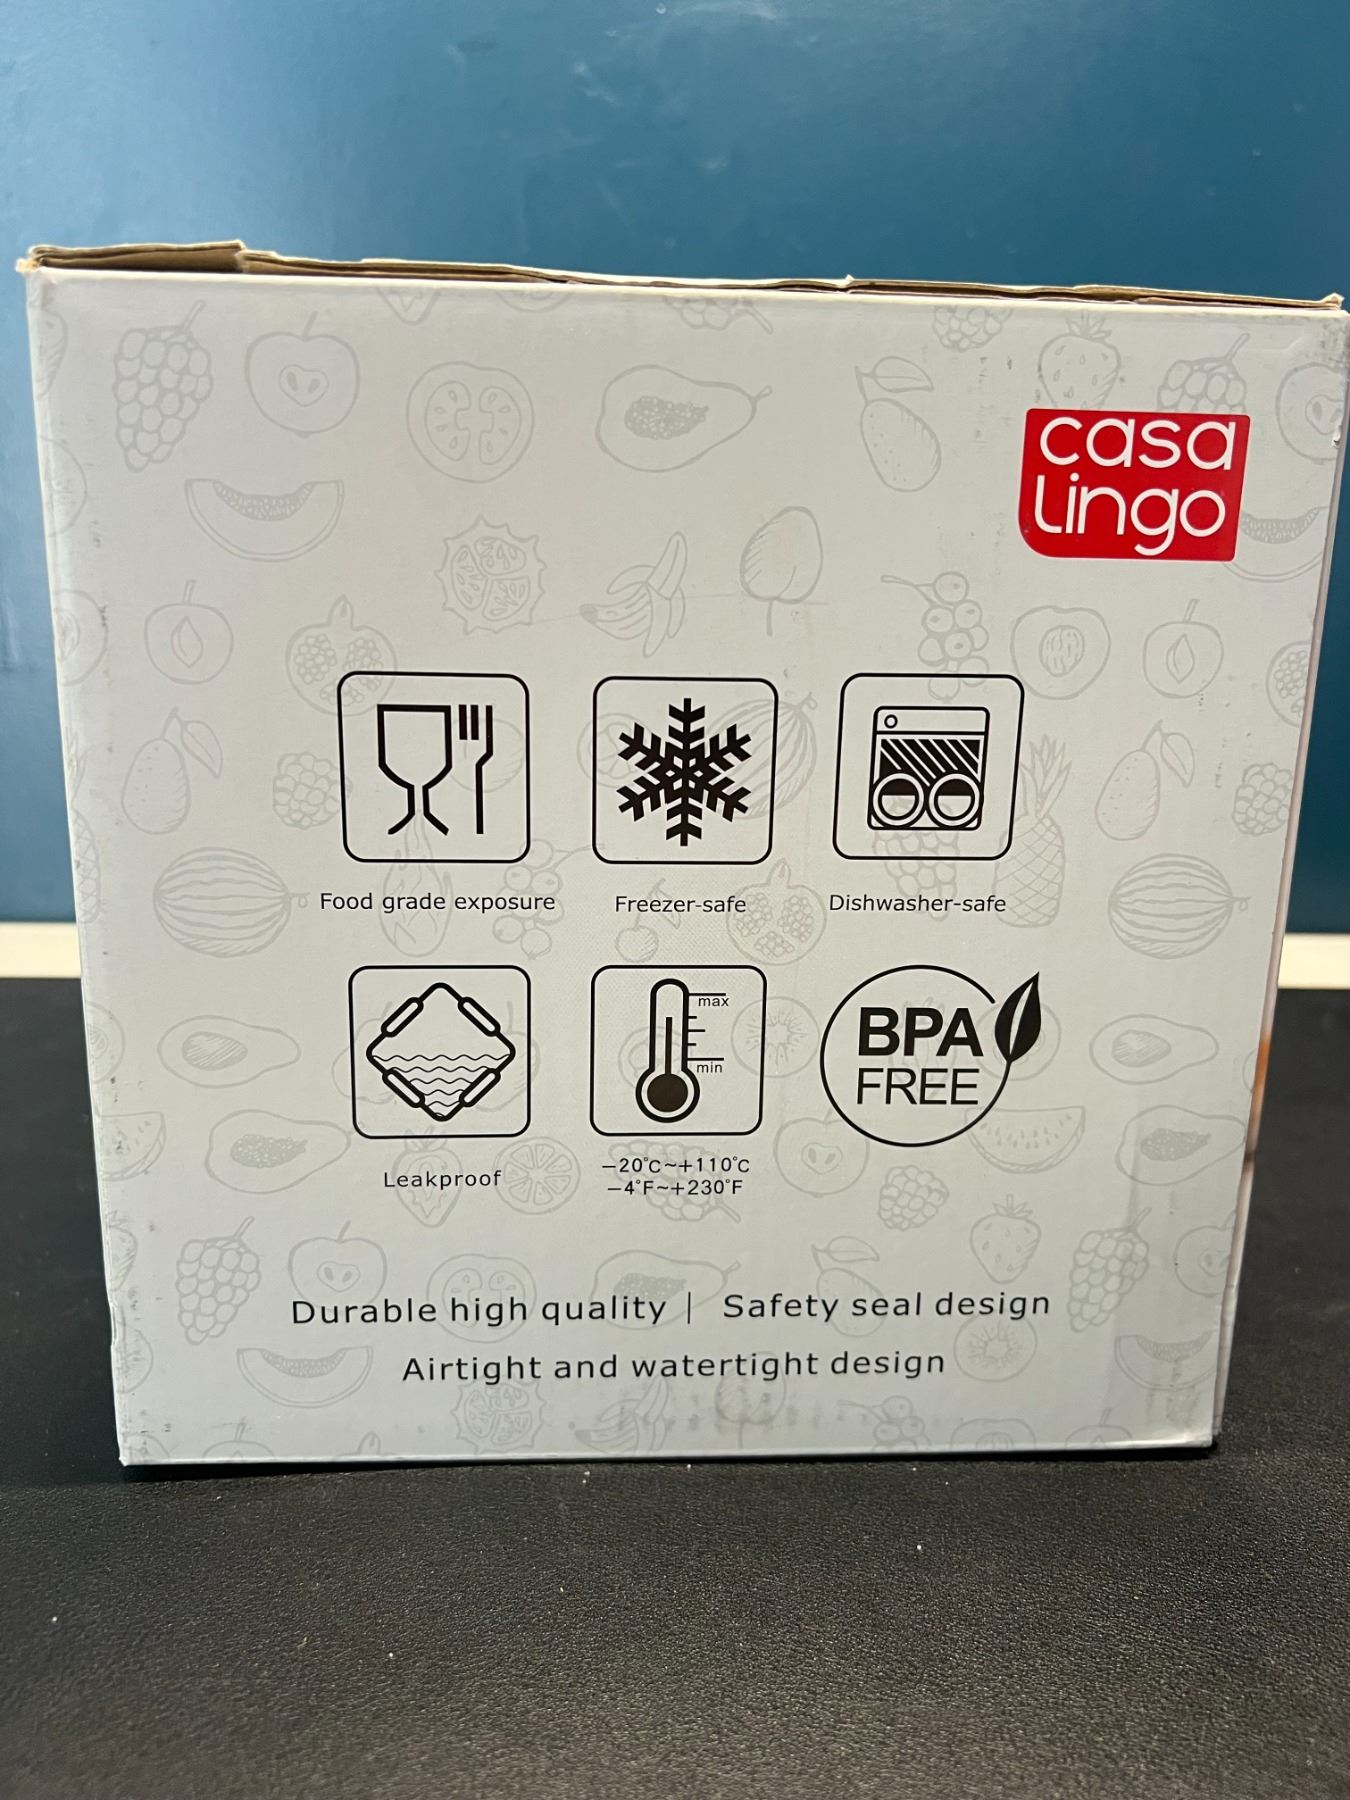 casa
Lingo
Food grade exposure
Freezer-safe
Dishwasher-safe
max
min
BPA
FREE
Leakproof
−20°C~+110°C
−4°F~+230°F
Durable high quality | Safety seal design
Airtight and watertight design